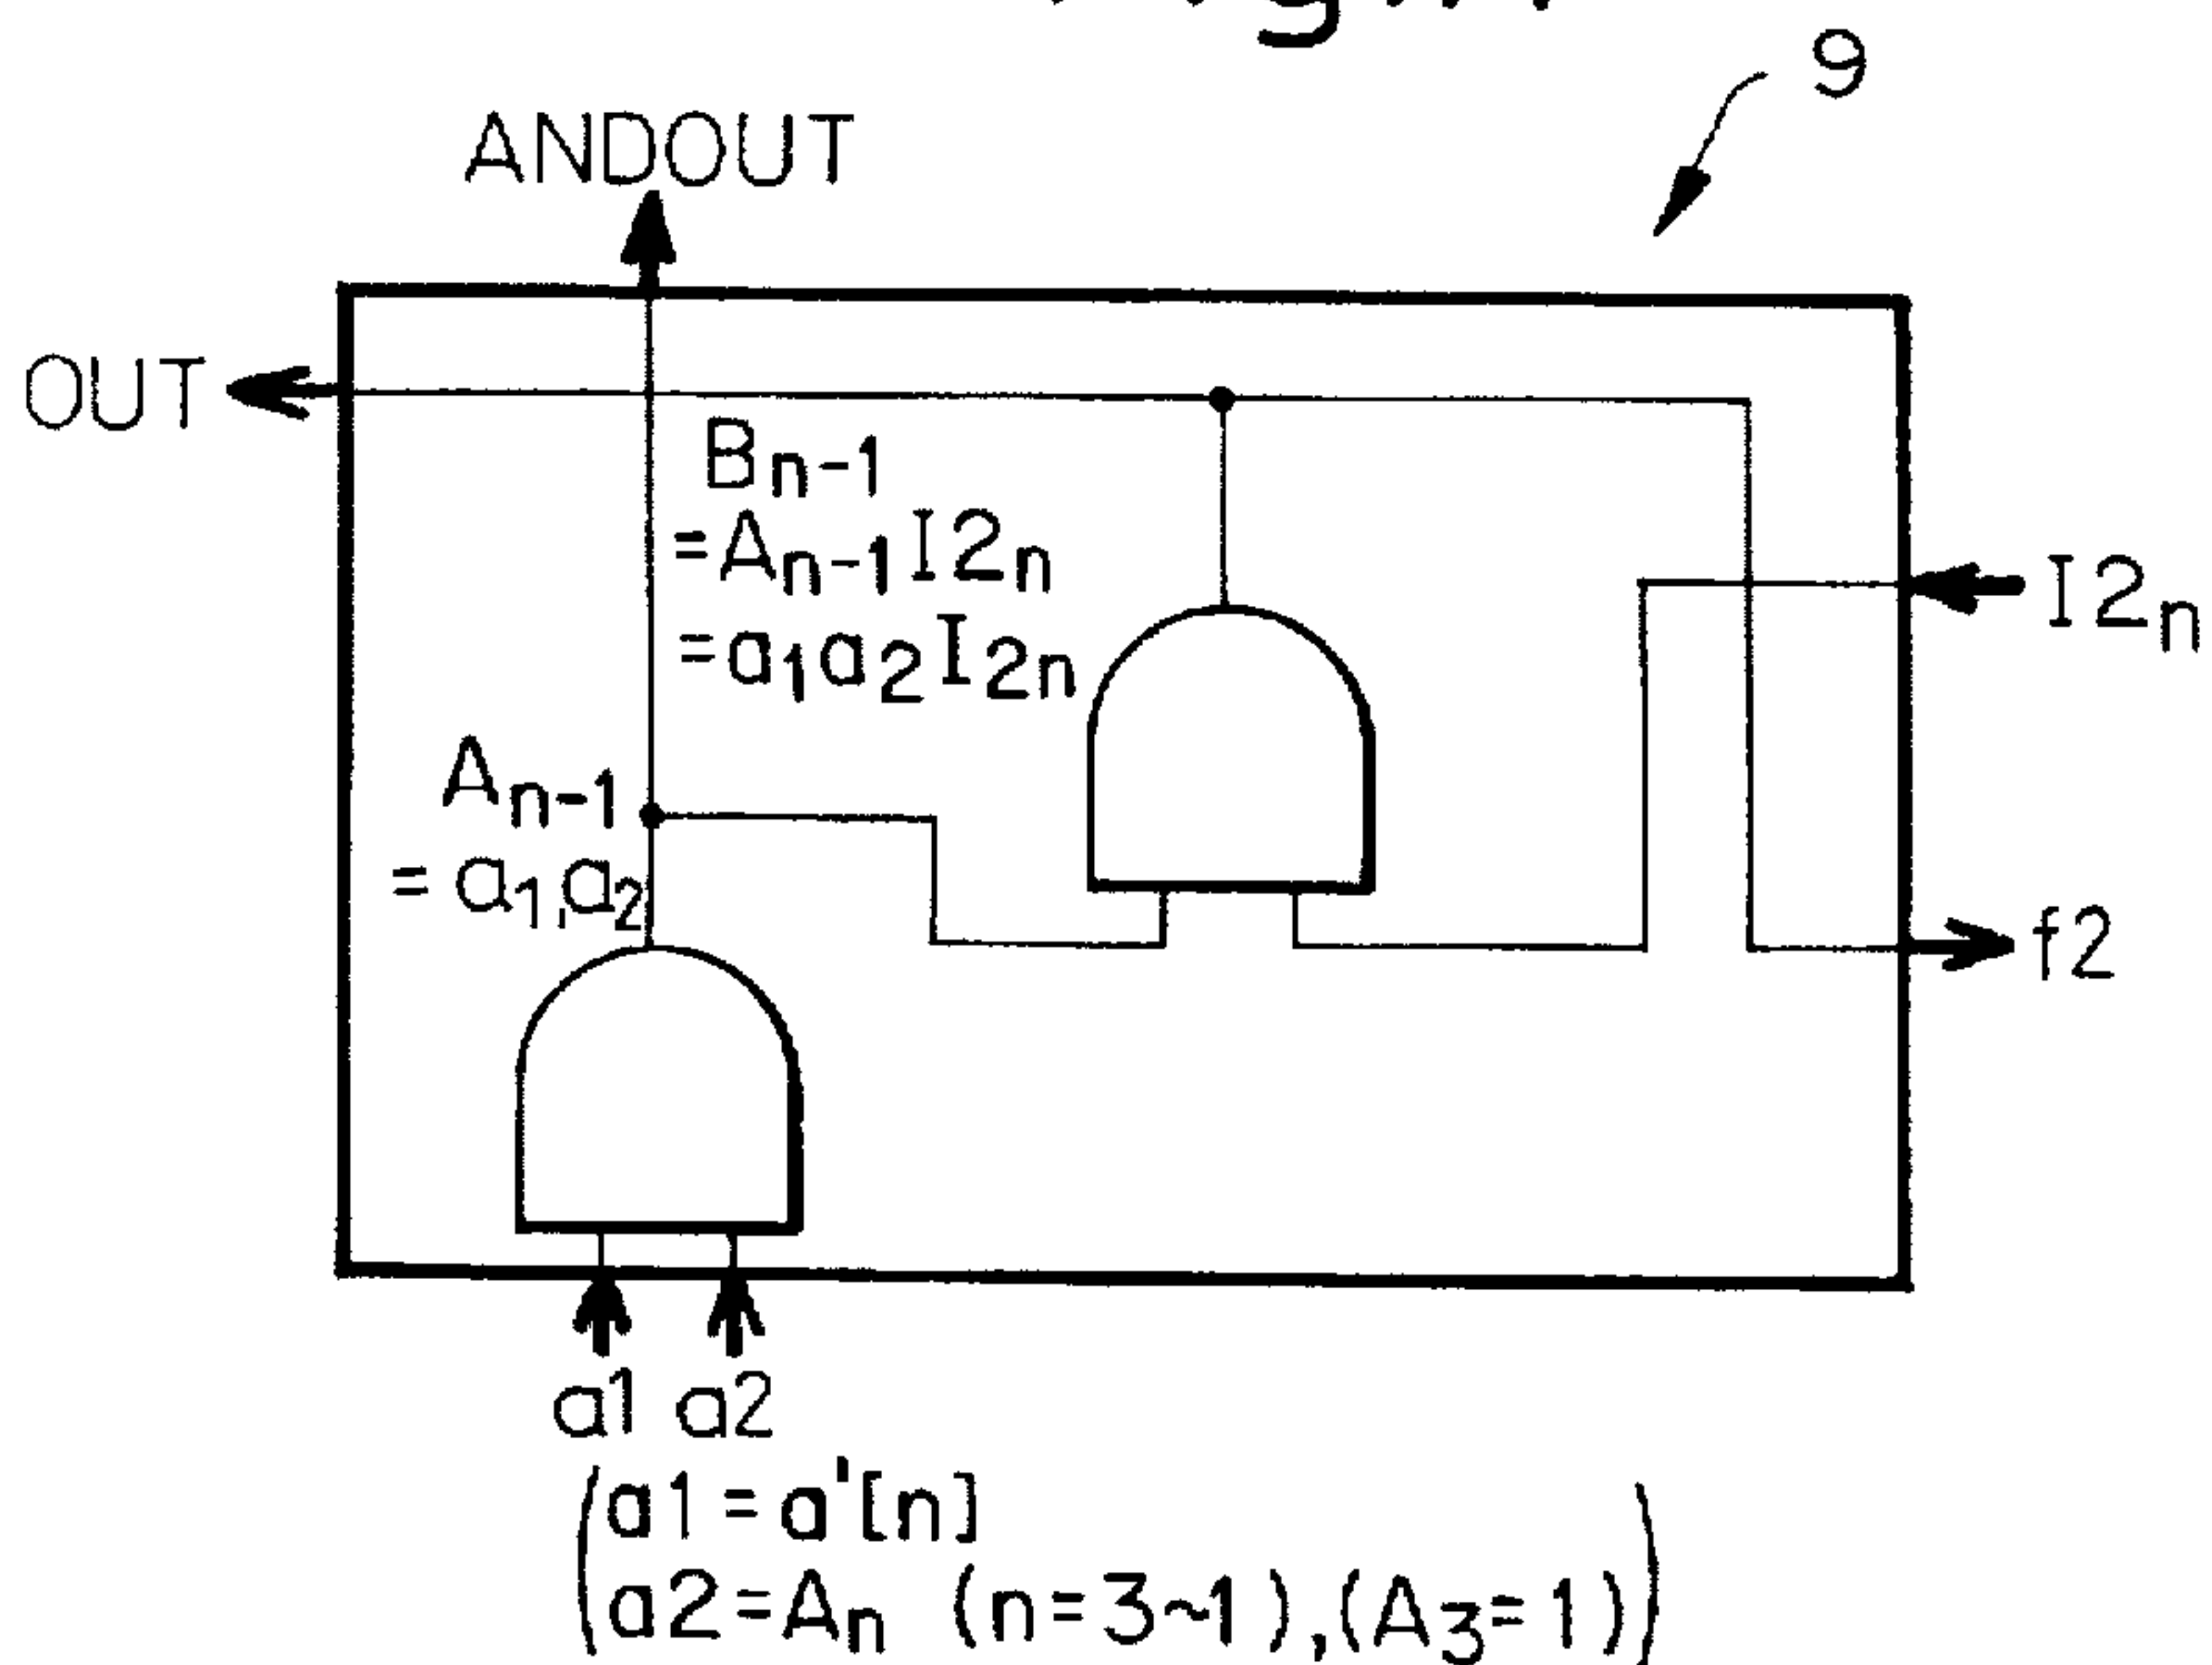 9
ANDOUT
OUT
Bn-1
=An-1I2n
=a1a2I2n
I2n
An-1
=a1,a2
f2
a1 a2
(a1=a'[n]
a2=An (n=3~1),(A3=1))